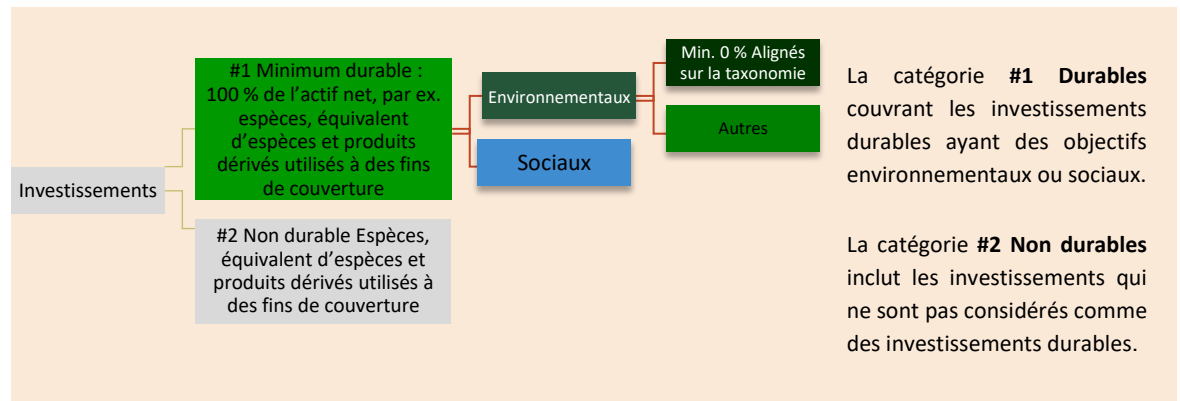 Investissements
#1 Minimum durable :
100 % de l'actif net, par ex.
espèces, équivalent
d'espèces et produits
dérivés utilisés à des fins
de couverture
#2 Non durable Espèces,
équivalent d'espèces et
produits dérivés utilisés à
des fins de couverture
Environnementaux
Sociaux
Min. 0 % Alignés
sur la taxonomie
Autres
La catégorie #1 Durables
couvrant les investissements
durables ayant des objectifs
environnementaux ou sociaux.
La catégorie #2 Non durables
inclut les investissements qui
ne sont pas considérés comme
des investissements durables.